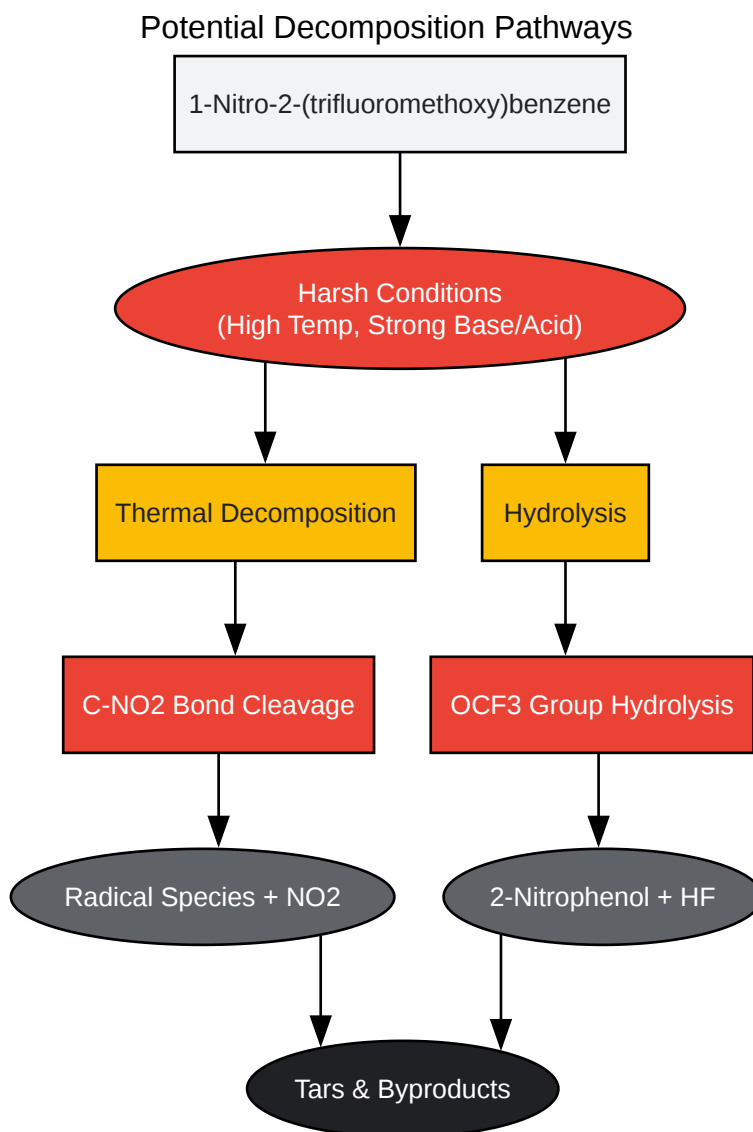 Potential Decomposition Pathways
1-Nitro-2-(trifluoromethoxy)benzene
Harsh Conditions
(High Temp, Strong Base/Acid)
Thermal Decomposition
Hydrolysis
C-NO2 Bond Cleavage
OCF3 Group Hydrolysis
Radical Species + NO2
2-Nitrophenol + HF
Tars & Byproducts